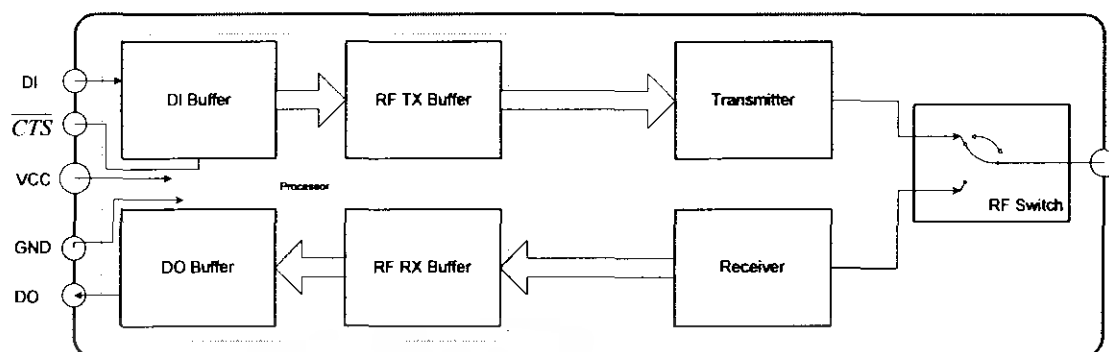 DI
DI Buffer
RF TX Buffer
Transmitter
CTS
VCC
Processor
RF Switch
GND
DO Buffer
RF RX Buffer
Receiver
DO